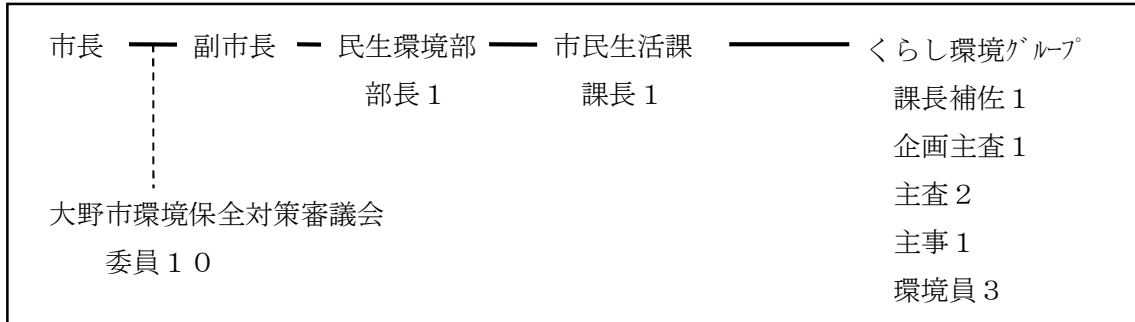 市長 副市長 民生環境部 市民生活課 くらし環境ｸﾞﾙｰﾌﾟ
部長１ 課長１
課長補佐１
企画主査１
主査２
主事１
環境員３
大野市環境保全対策審議会
委員１０